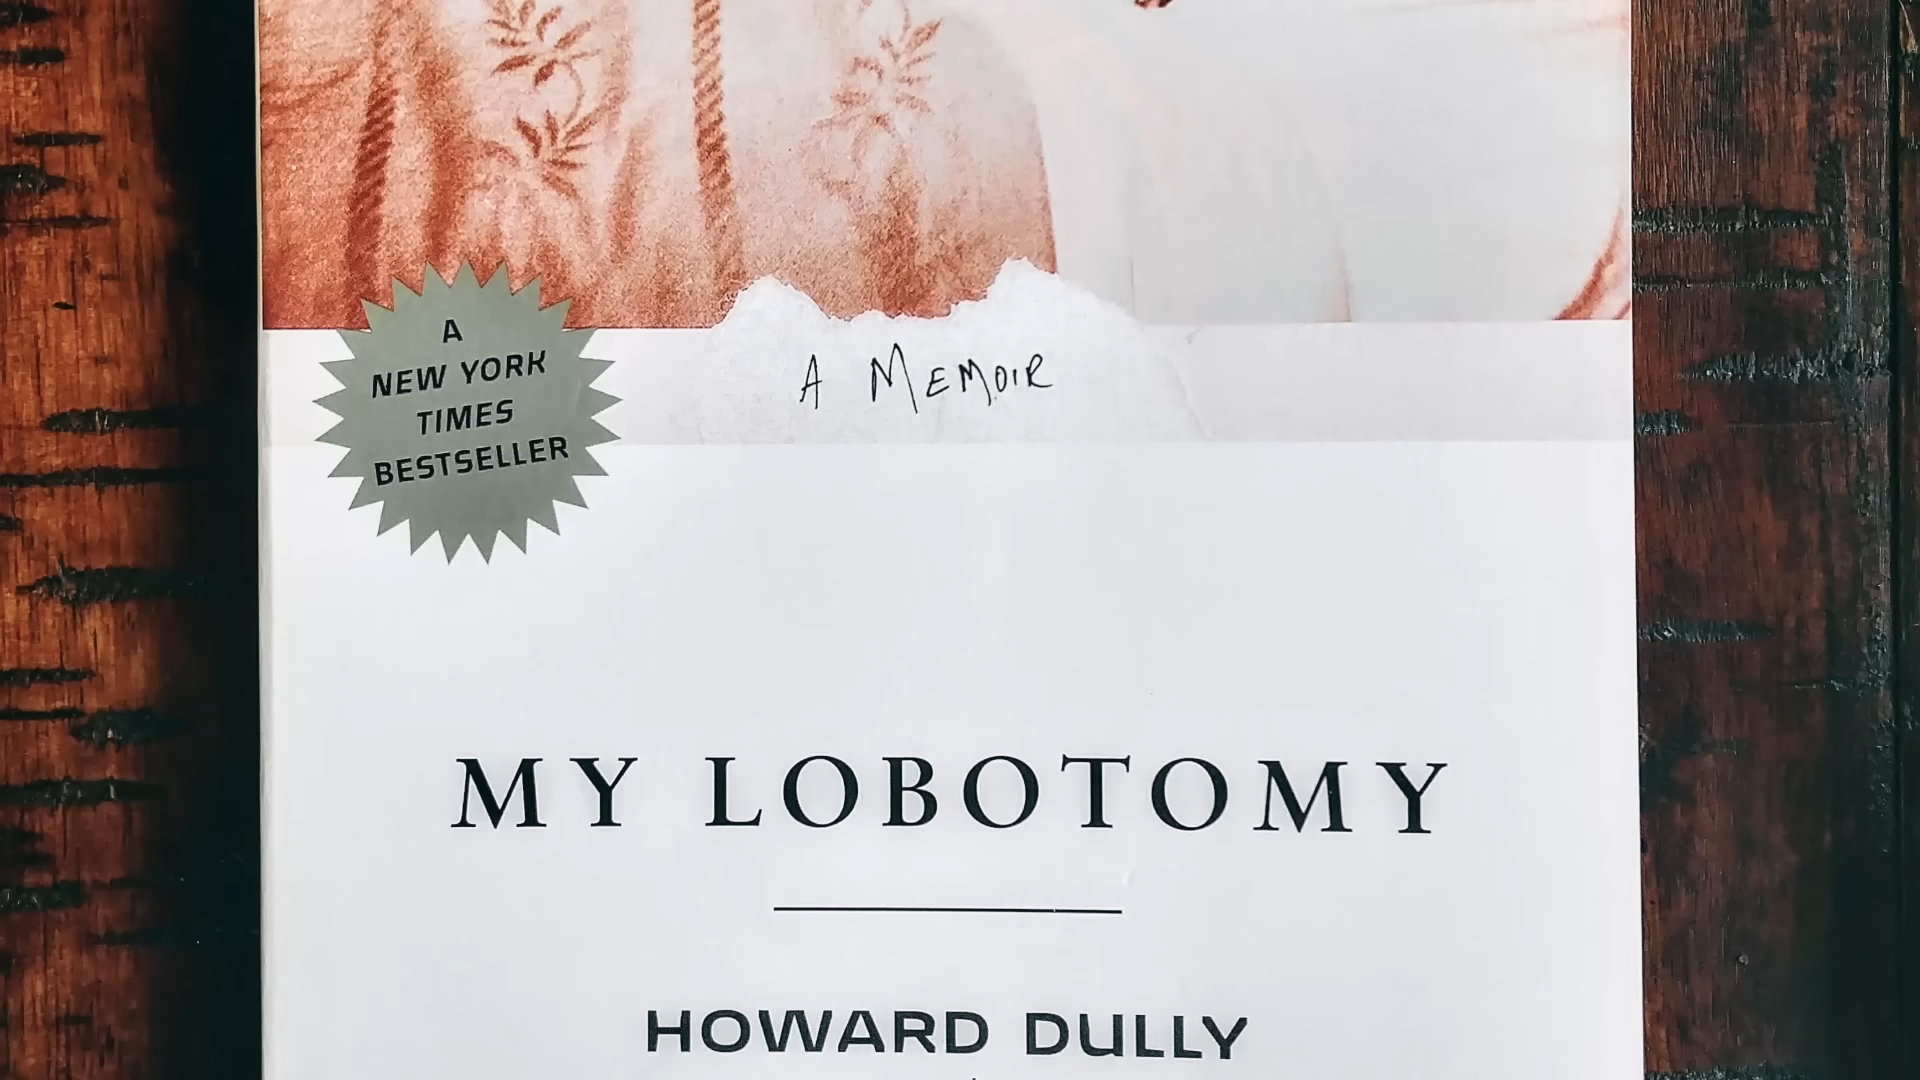 A
NEW YORK
TIMES
BESTSELLER
A MEMOIR
MY LOBOTOMY
HOWARD DULLY